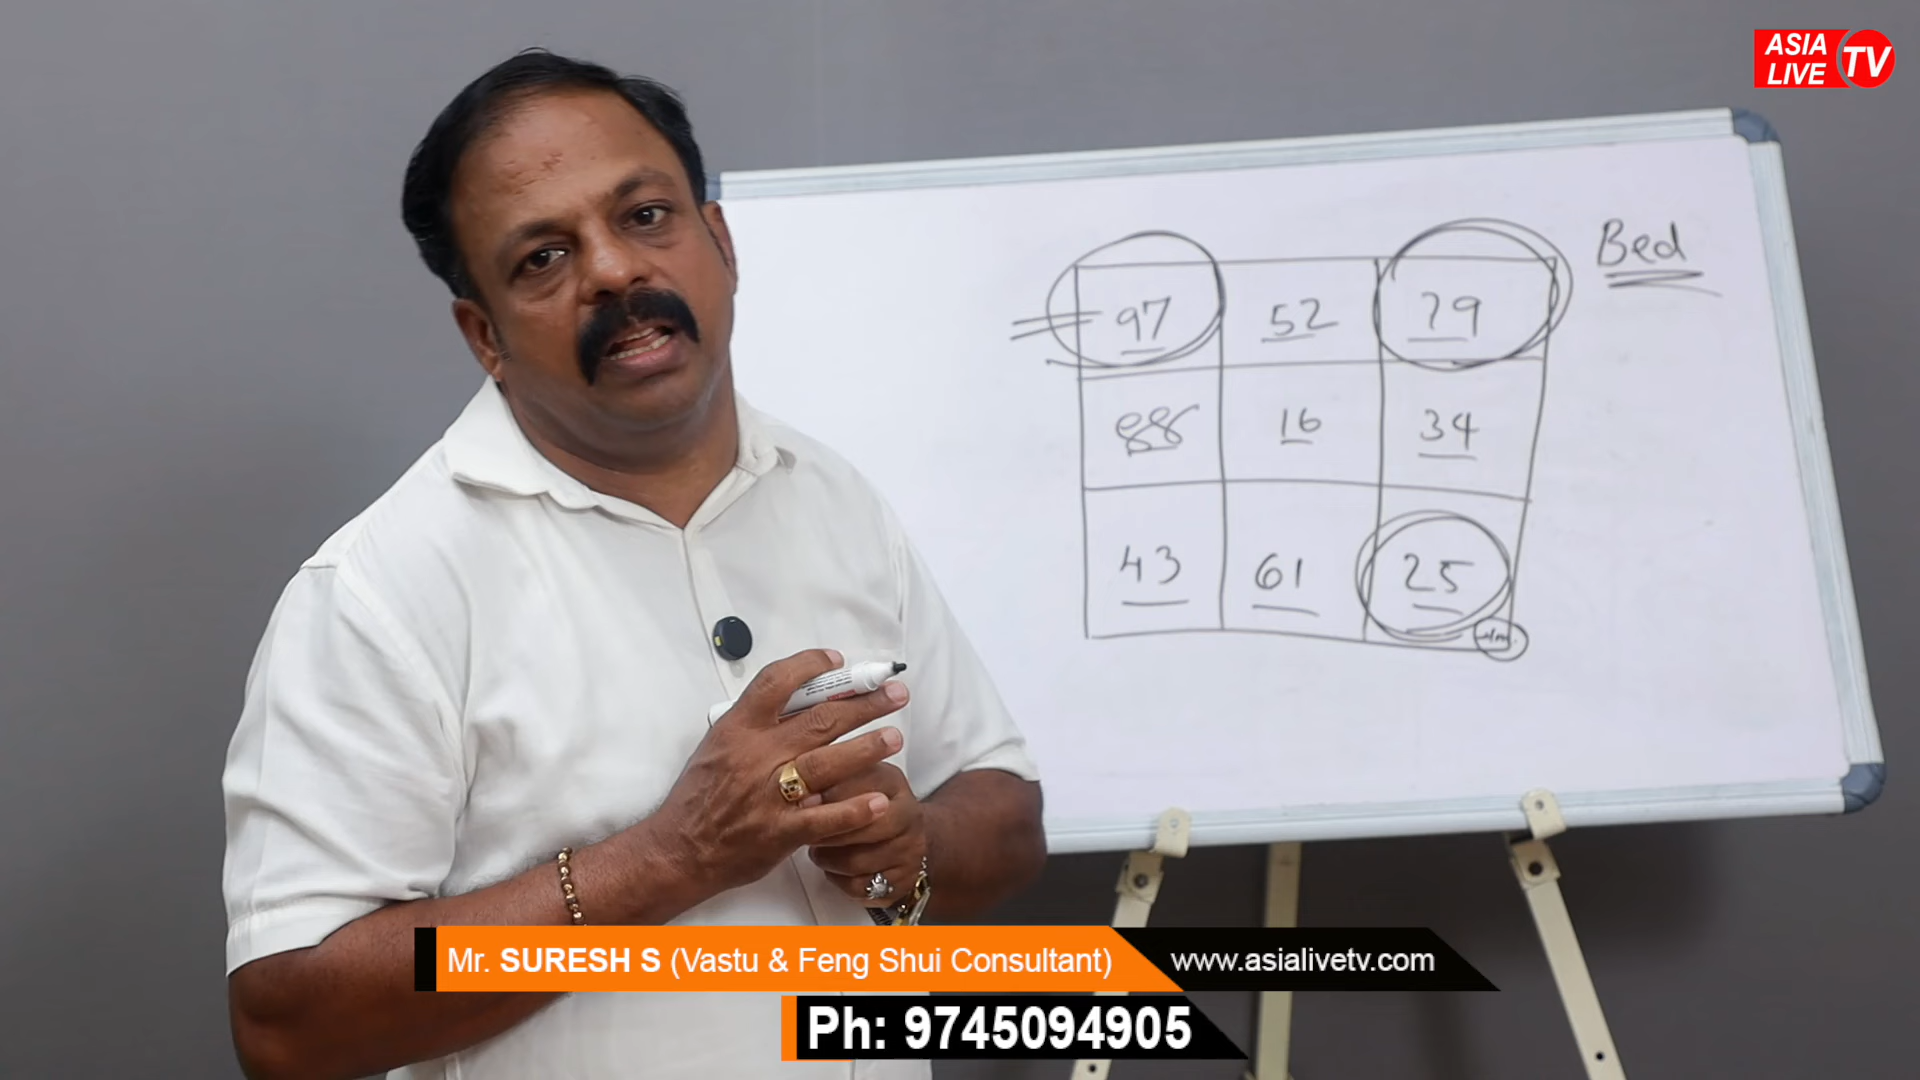 ASIA
LIVE TV
Bed
97 52 79
88 16 34
43 61 25
Mr. SURESH S (Vastu & Feng Shui Consultant)
www.asialivetv.com
Ph: 9745094905